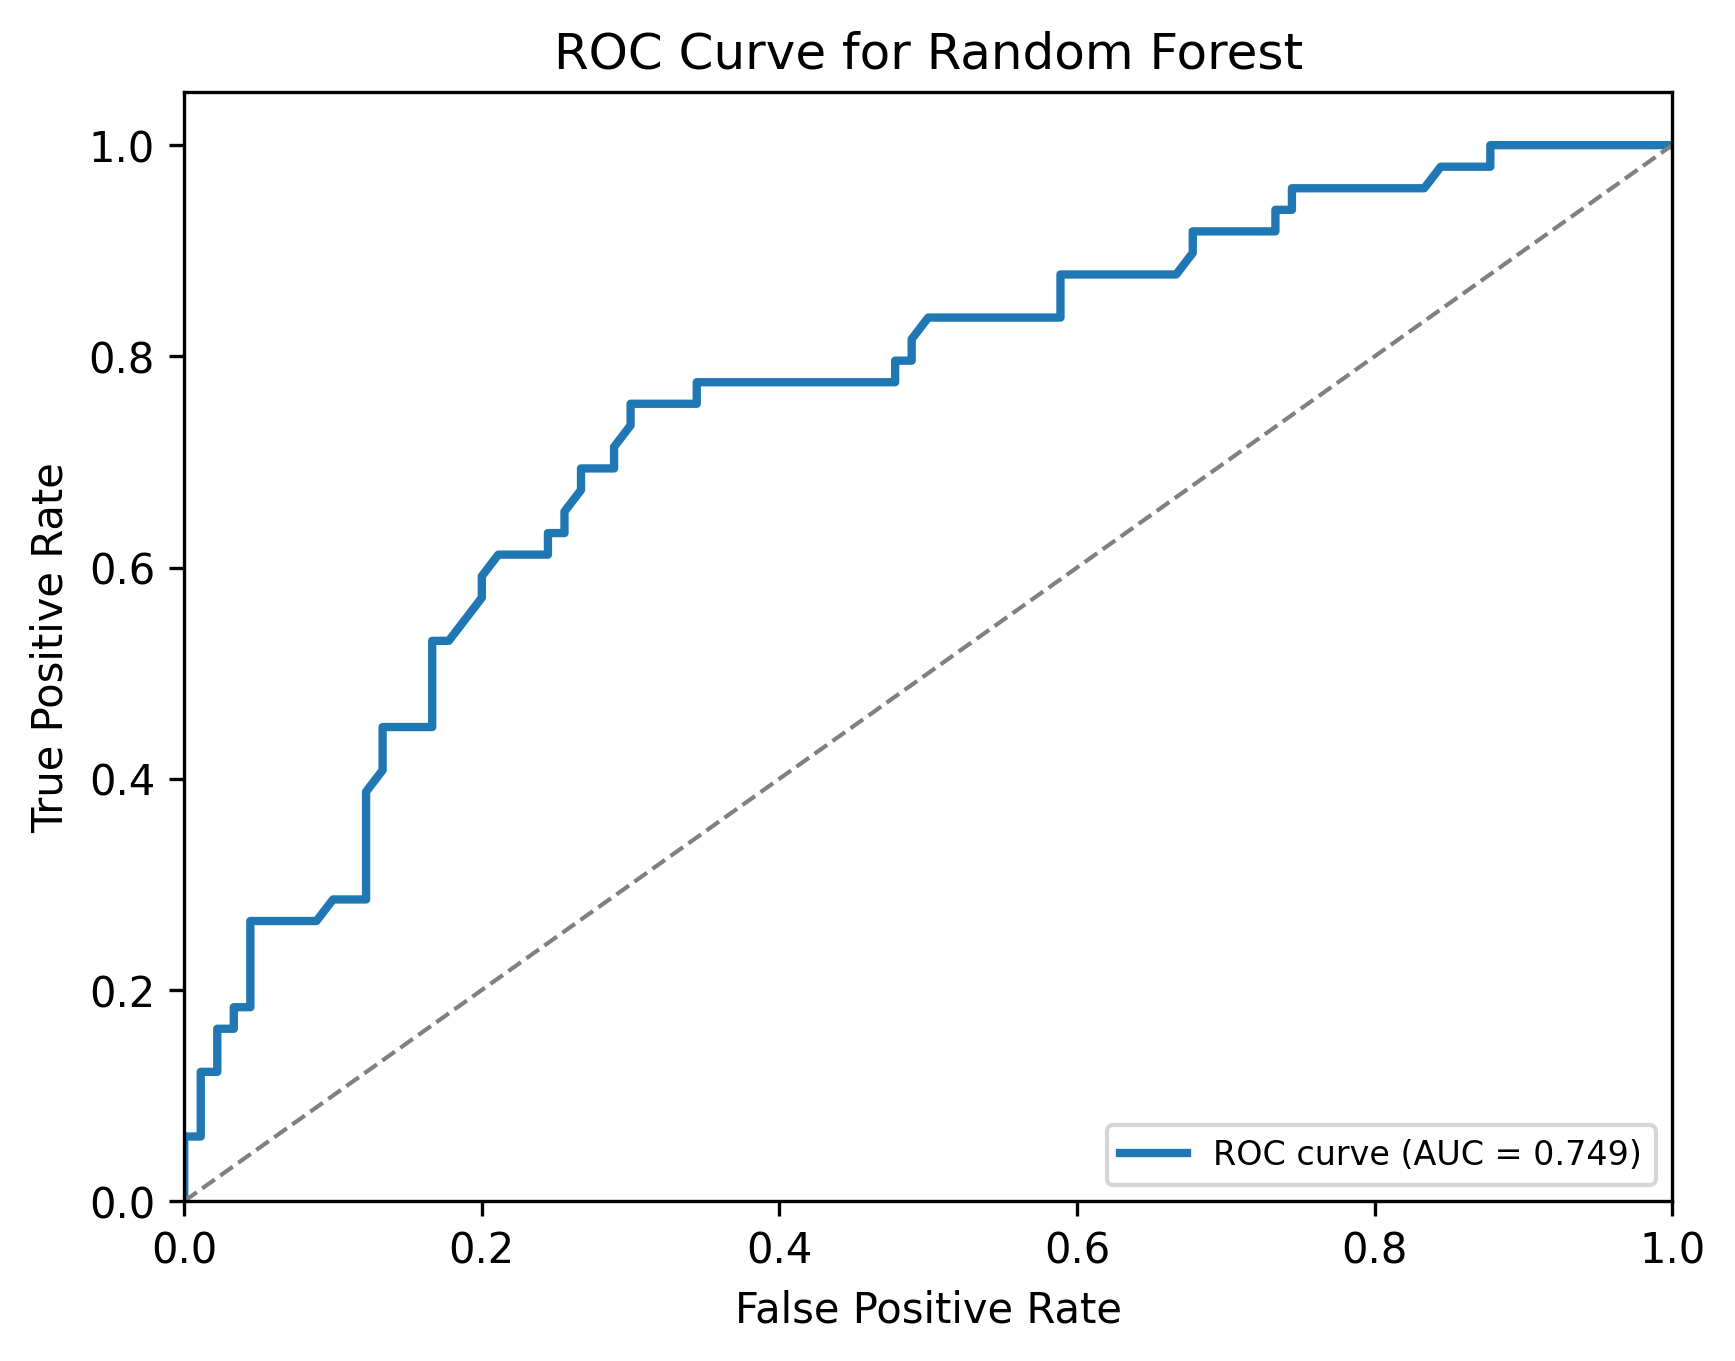 ROC Curve for Random Forest
True Positive Rate
1.0
0.8
0.6
0.4
0.2
0.0
ROC curve (AUC = 0.749)
0.0 0.2 0.4 0.6 0.8 1.0
False Positive Rate